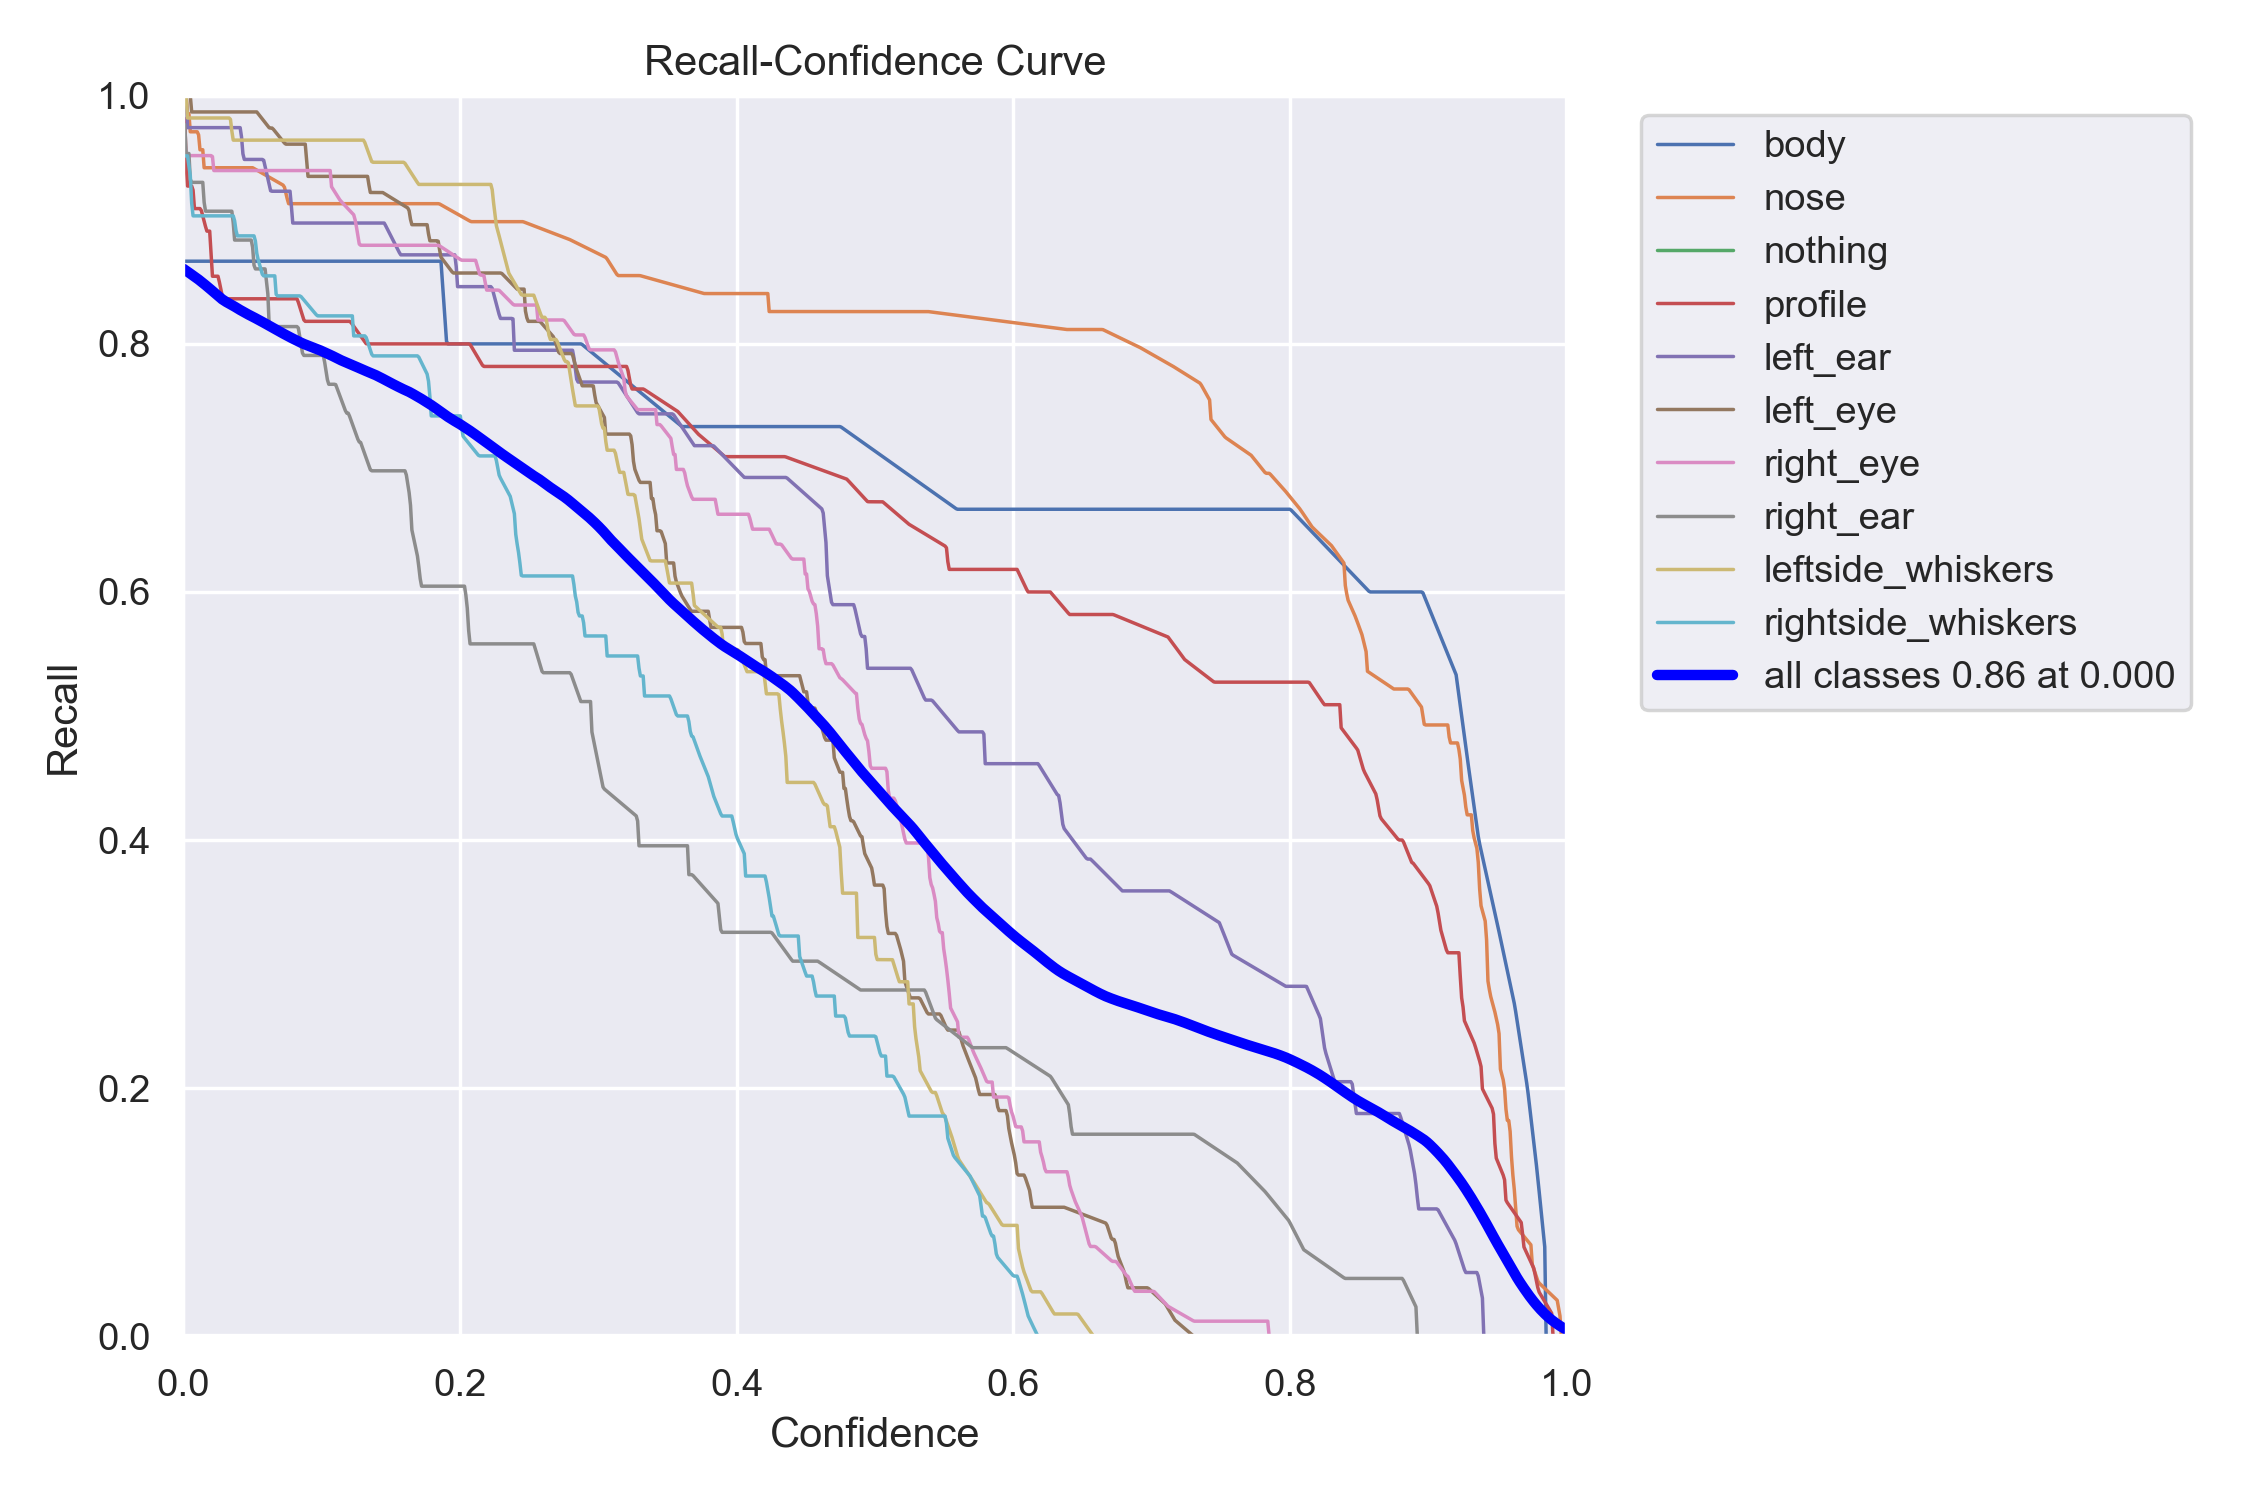 Recall-Confidence Curve
1.0
0.8
0.6
0.4
0.2
0.0
Recall
0.0 0.2 0.4 0.6 0.8 1.0
Confidence
body
nose
nothing
profile
left_ear
left_eye
right_eye
right_ear
leftside_whiskers
rightside_whiskers
all classes 0.86 at 0.000